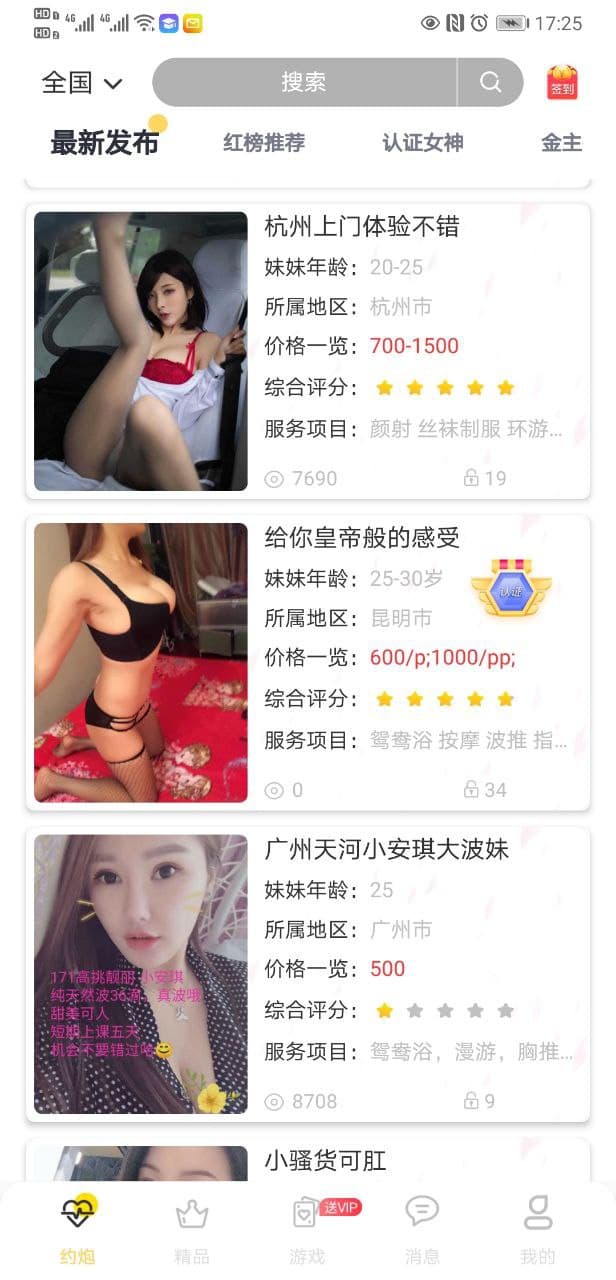 HD 1 4G 4G 17:25
HD 2
全国 搜索 签到
最新发布 红榜推荐 认证女神 金主
杭州上门体验不错
妹妹年龄：20-25
所属地区：杭州市
价格一览：700-1500
综合评分：
服务项目：颜射 丝袜制服 环游...
7690 19
给你皇帝般的感受
妹妹年龄：25-30岁
认证
所属地区：昆明市
价格一览：600/p;1000/pp;
综合评分：
服务项目：鸳鸯浴 按摩 波推 指...
0 34
广州天河小安琪大波妹
妹妹年龄：25
所属地区：广州市
价格一览：500
综合评分：
服务项目：鸳鸯浴，漫游，胸推...
8708 9
171高挑靓丽 小安琪
纯天然波36滴，真波哦
甜美可人
短期上课五天
机会不要错过哈
小骚货可肛
送VIP
约炮 精品 游戏 消息 我的